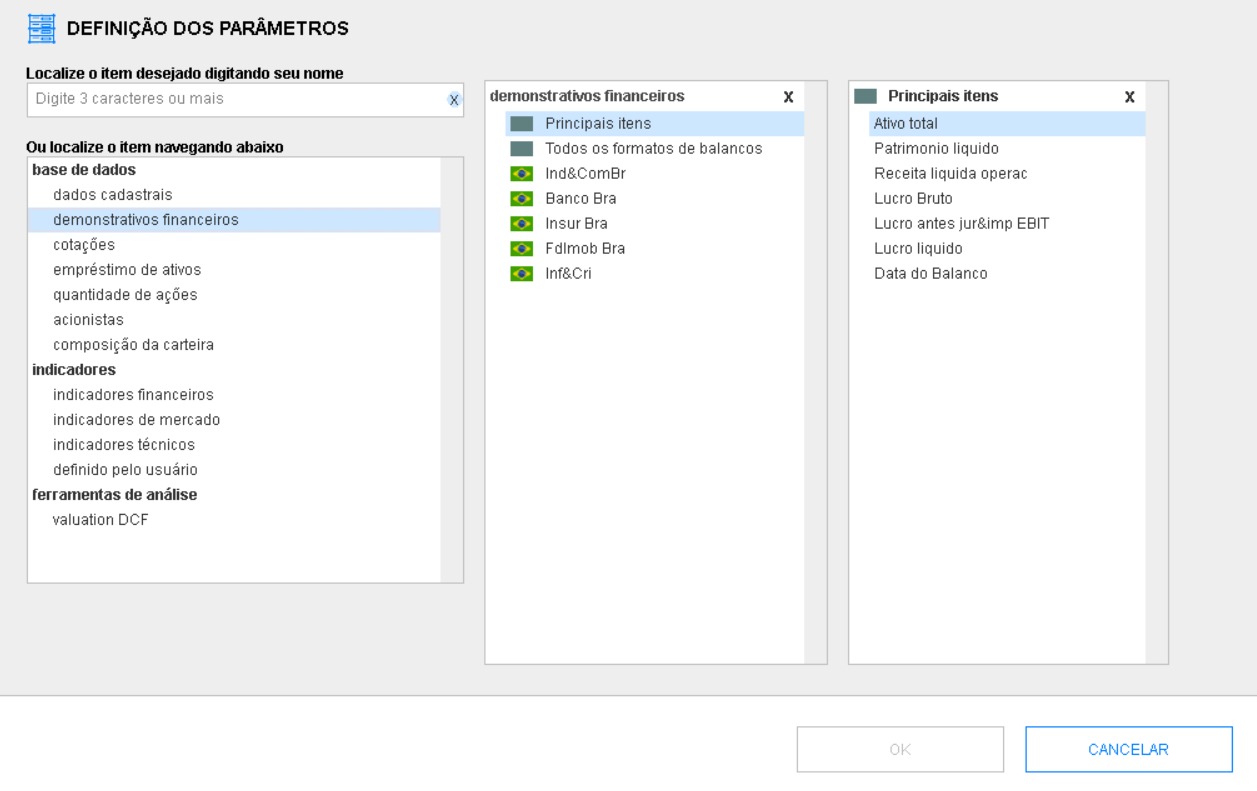 DEFINIÇÃO DOS PARÂMETROS
Localize o item desejado digitando seu nome
Digite 3 caracteres ou mais
X
Ou localize o item navegando abaixo
base de dados
dados cadastrais
demonstrativos financeiros
cotações
empréstimo de ativos
quantidade de ações
acionistas
composição da carteira
indicadores
indicadores financeiros
indicadores de mercado
indicadores técnicos
definido pelo usuário
ferramentas de análise
valuation DCF
demonstrativos financeiros X
Principais itens
Todos os formatos de balancos
Ind&ComBr
Banco Bra
Insur Bra
FdImob Bra
Inf&Cri
Principais itens X
Ativo total
Patrimonio liquido
Receita liquida operac
Lucro Bruto
Lucro antes jur&imp EBIT
Lucro liquido
Data do Balanco
OK
CANCELAR